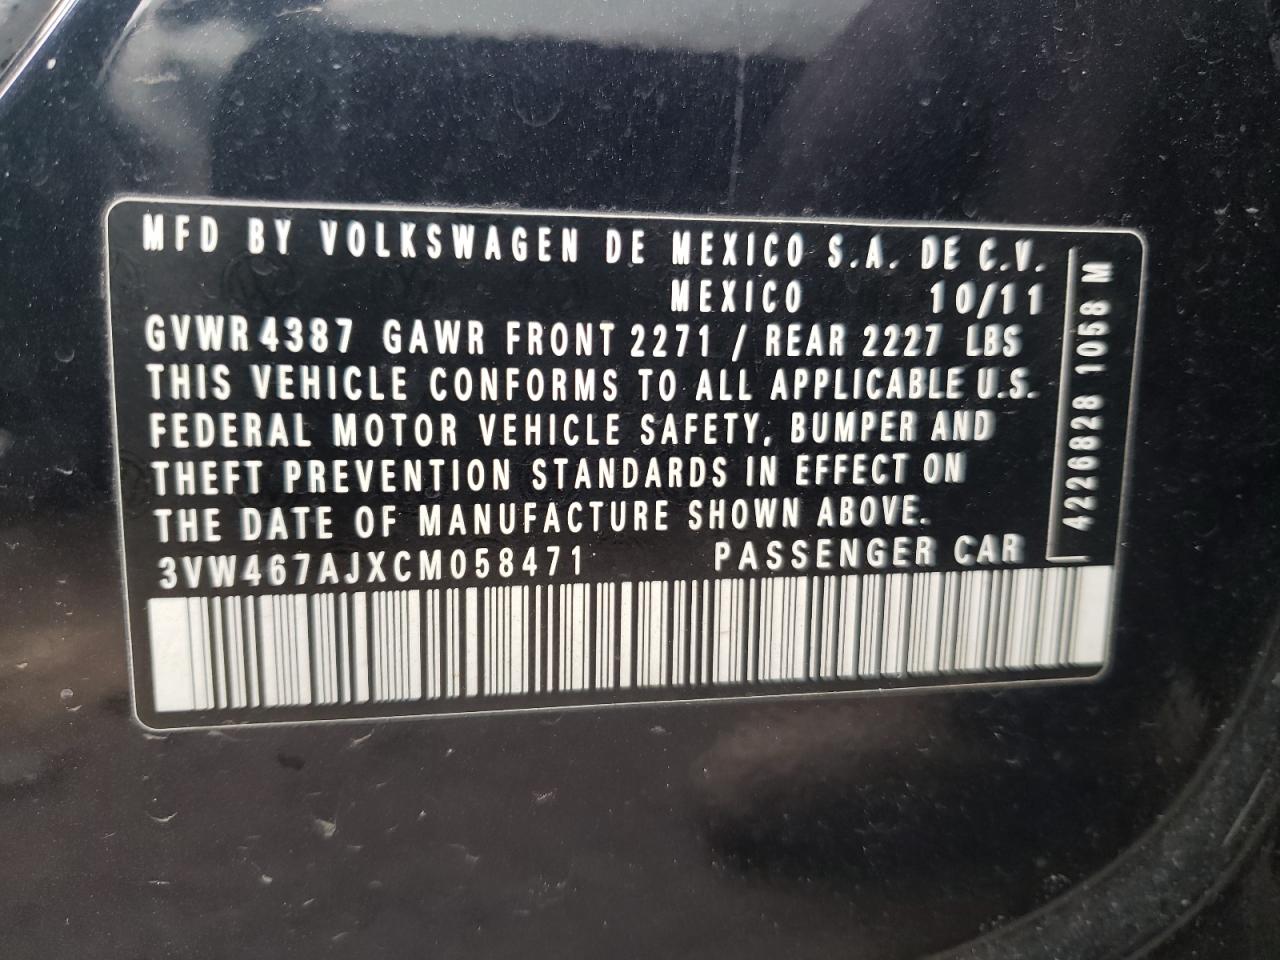 MFD BY VOLKSWAGEN DE MEXICO S.A. DE C.V.
MEXICO 10/11
GVWR 4387 GAWR FRONT 2271 / REAR 2227 LBS
THIS VEHICLE CONFORMS TO ALL APPLICABLE U.S.
FEDERAL MOTOR VEHICLE SAFETY, BUMPER AND
THEFT PREVENTION STANDARDS IN EFFECT ON
THE DATE OF MANUFACTURE SHOWN ABOVE.
3VW467AJXCM058471 PASSENGER CAR
4226828 1058 M